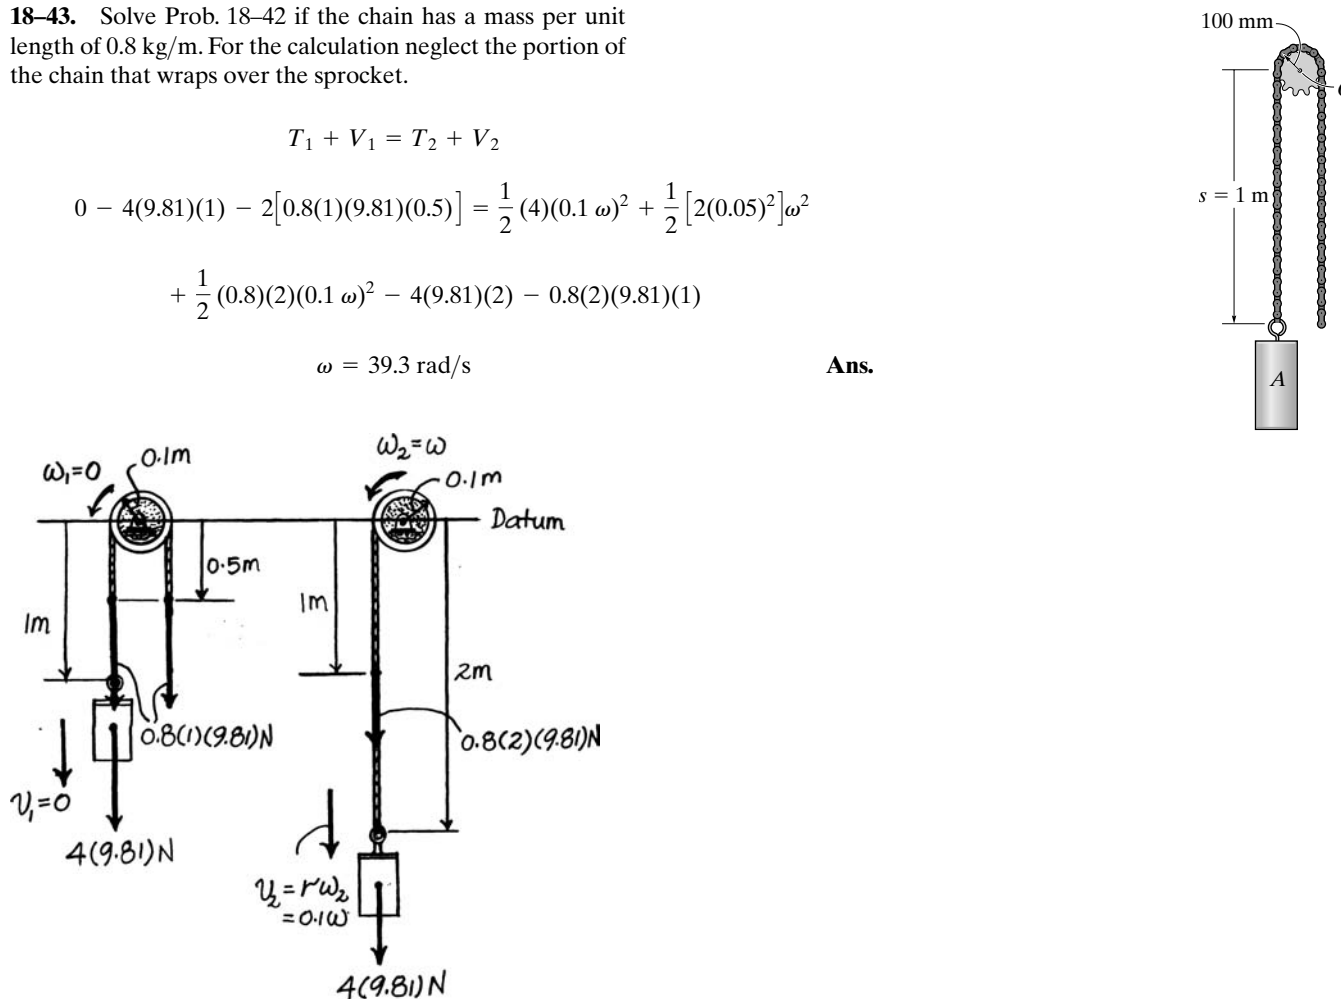 18–43. Solve Prob. 18–42 if the chain has a mass per unit
length of 0.8 kg/m. For the calculation neglect the portion of
the chain that wraps over the sprocket.
T₁ + V₁ = T₂ + V₂
0 − 4(9.81)(1) − 2[0.8(1)(9.81)(0.5)] = 1/2 (4)(0.1 ω)² + 1/2 [2(0.05)²]ω²
+ 1/2 (0.8)(2)(0.1 ω)² − 4(9.81)(2) − 0.8(2)(9.81)(1)
ω = 39.3 rad/s Ans.
100 mm
s = 1 m
A
ω₁=0
0.1m
ω₂=ω
0.1m
Datum
0.5m
1m
1m
2m
0.8(1)(9.81)N
0.8(2)(9.81)N
v₁=0
4(9.81)N
v₂=rω₂
=0.1ω
4(9.81)N